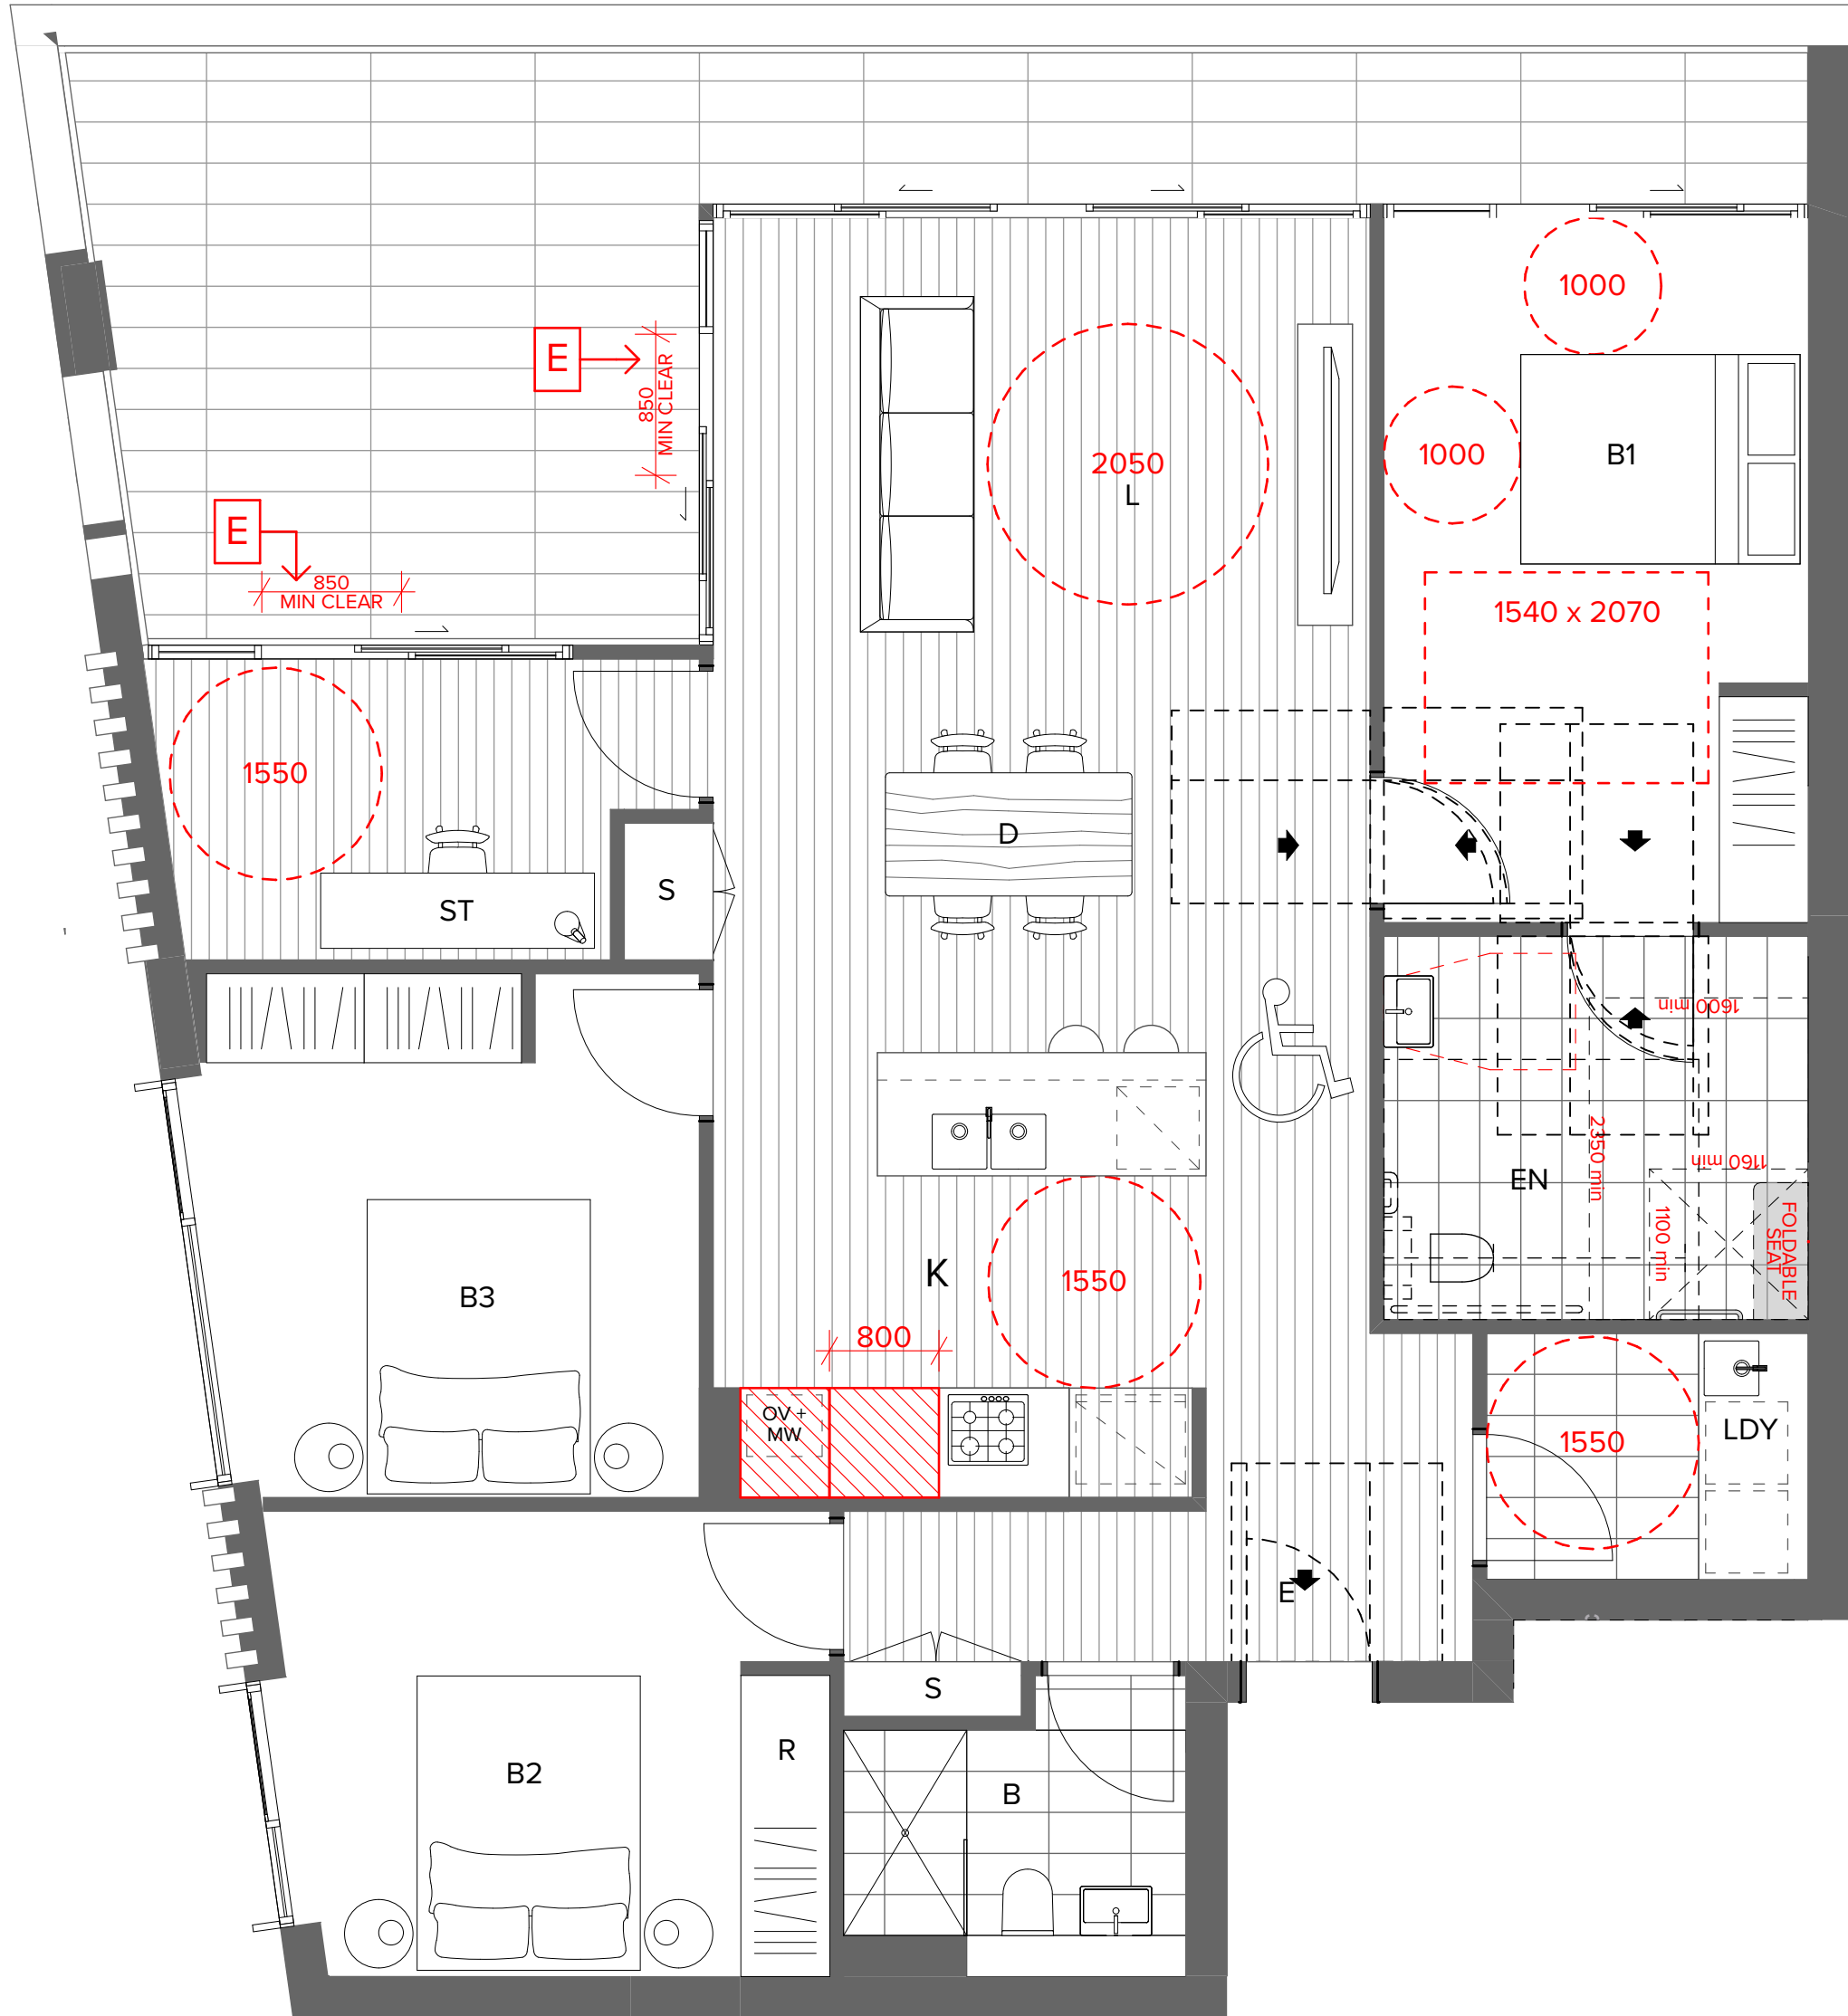 1000
E
850
MIN CLEAR
2050
L
1000
B1
E
850
MIN CLEAR
1540 x 2070
1550
D
S
ST
1600 min
2350 min
1160 min
EN
1100 min
FOLDABLE
SEAT
K
1550
B3
800
OV +
MW
1550
LDY
E
S
R
B2
B